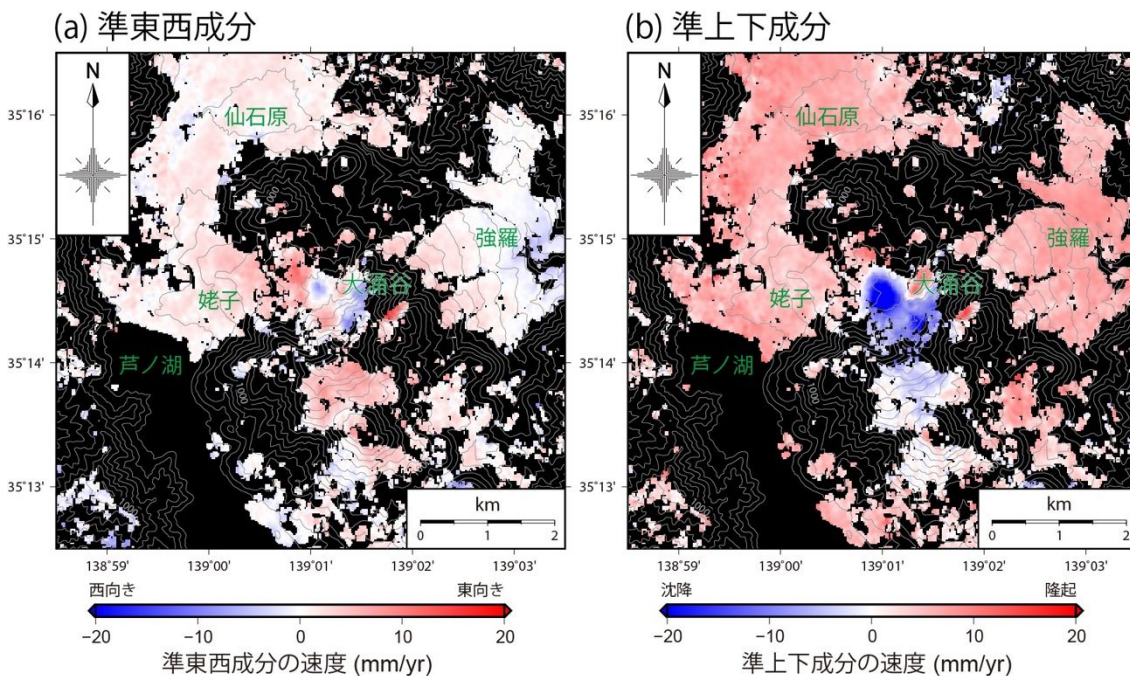 (a) 準東西成分
N
35°16'
35°15'
35°14'
35°13'
仙石原
強羅
大涌谷
姥子
芦ノ湖
km
0 1 2
138°59' 139°00' 139°01' 139°02' 139°03'
西向き 東向き
−20 −10 0 10 20
準東西成分の速度 (mm/yr)
(b) 準上下成分
N
35°16'
35°15'
35°14'
35°13'
仙石原
強羅
大涌谷
姥子
芦ノ湖
km
0 1 2
138°59' 139°00' 139°01' 139°02' 139°03'
沈降 隆起
−20 −10 0 10 20
準上下成分の速度 (mm/yr)